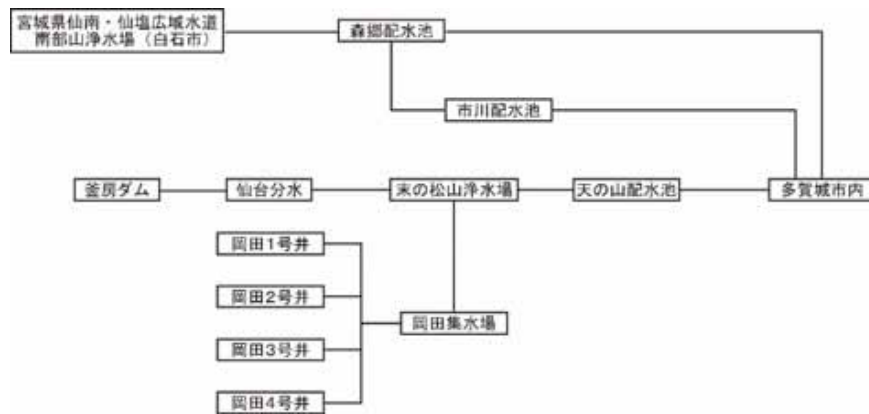 宮城県仙南・仙塩広域水道
南部山浄水場（白石市）
森郷配水池
市川配水池
釜房ダム
仙台分水
末の松山浄水場
天の山配水池
多賀城市内
岡田1号井
岡田2号井
岡田3号井
岡田4号井
岡田集水場